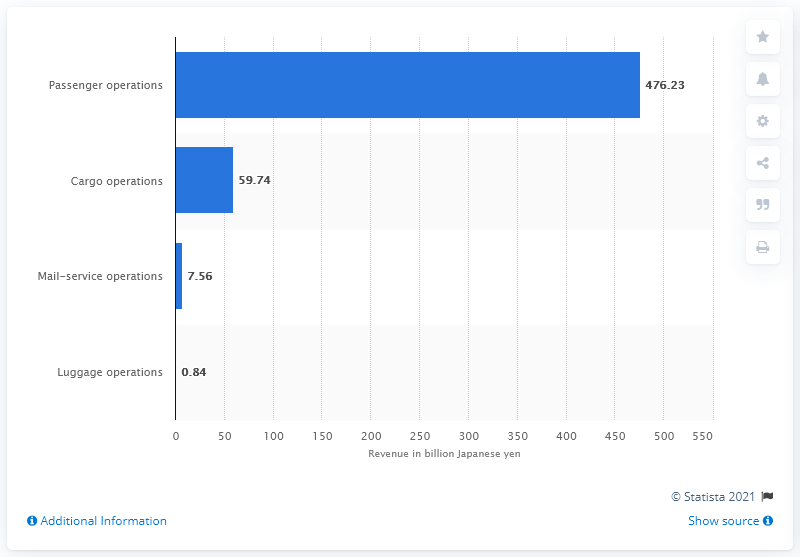 Passenger operations 476.23
Cargo operations 59.74
Mail-service operations 7.56
Luggage operations 0.84
0 50 100 150 200 250 300 350 400 450 500 550
Revenue in billion Japanese yen
© Statista 2021
Additional Information Show source